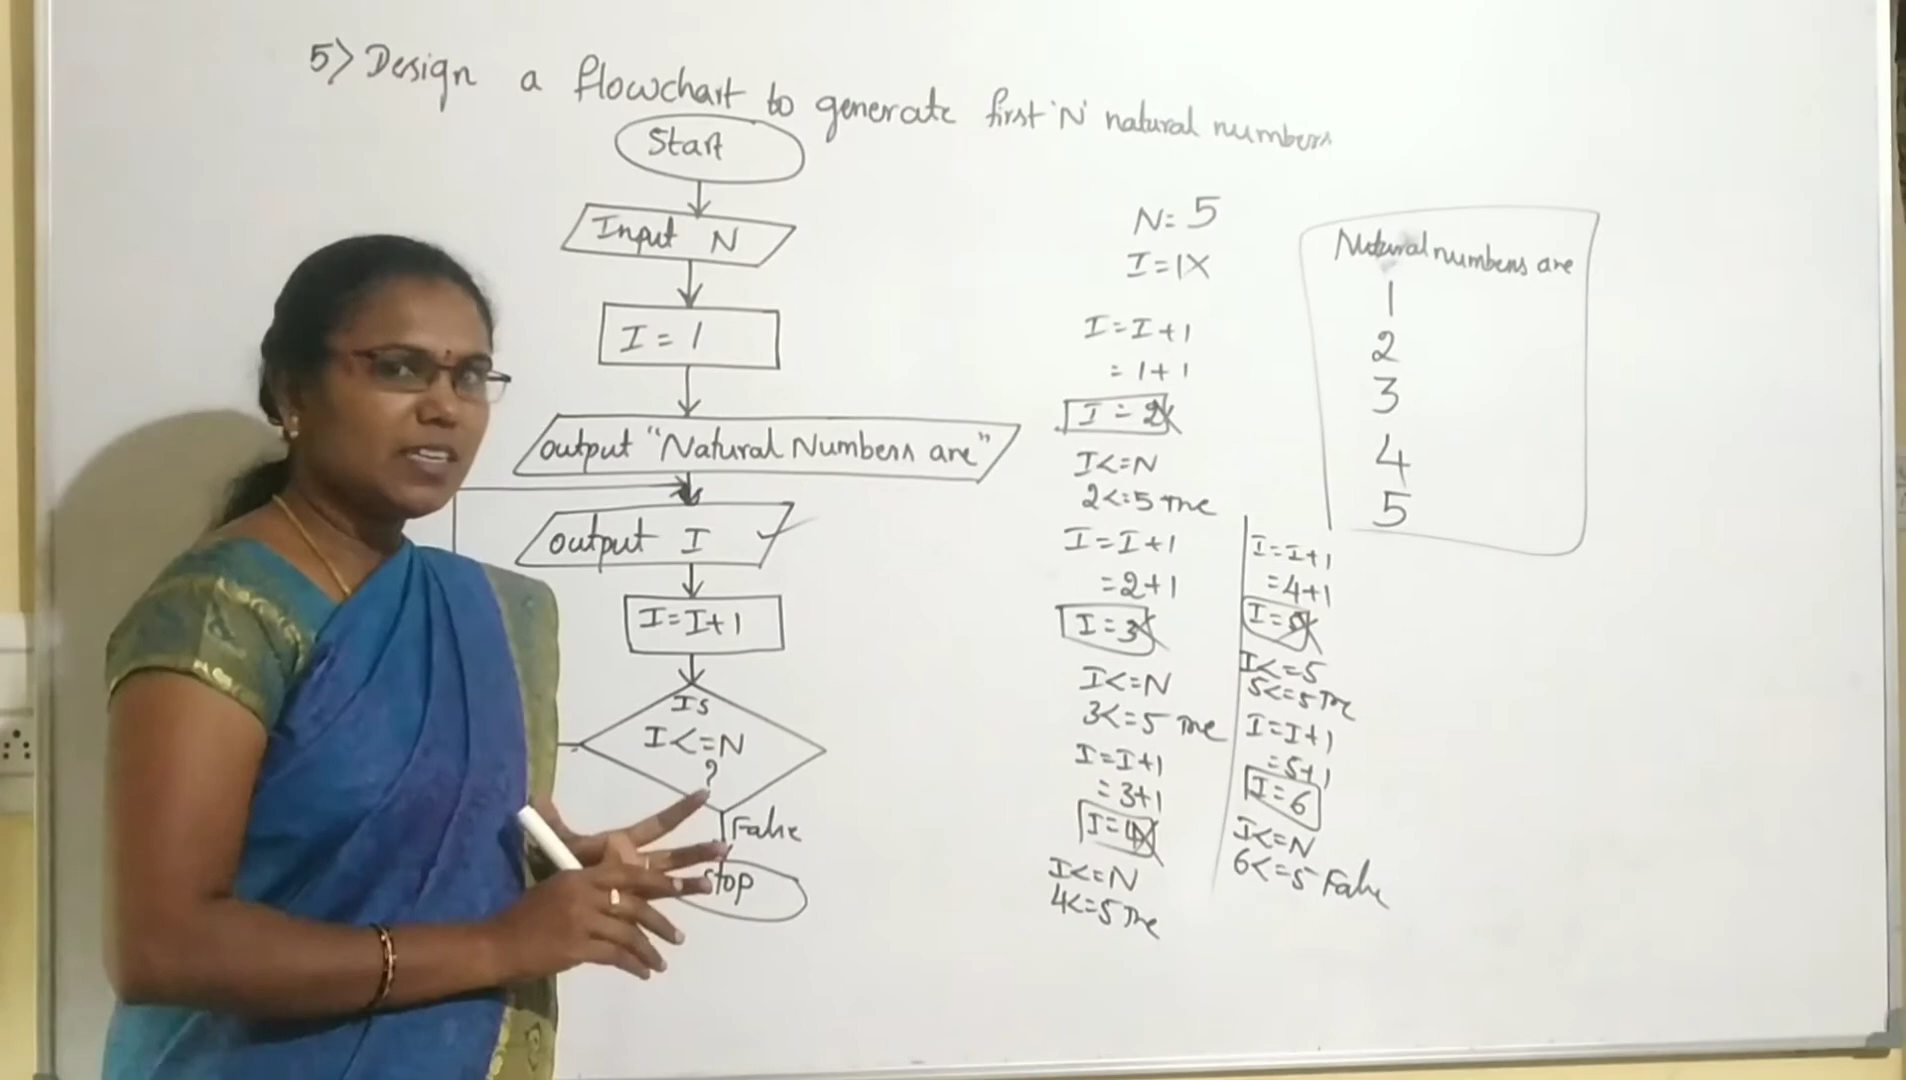 5) Design a flowchart to generate first 'N' natural numbers
Start
Input N
I = 1
output "Natural Numbers are"
output I
I=I+1
Is
I<=N
?
False
Stop
N= 5
I=1X
I=I+1
= 1+1
I = 2
I<=N
2<=5 True
I=I+1
=2+1
I=3
I<=N
3<=5 True
I=I+1
= 3+1
I=4
I<=N
4<=5 True
I=I+1
=4+1
I=5
I<=5
5<=5 True
I=I+1
=5+1
I=6
I<=N
6<=5 False
Natural numbers are
1
2
3
4
5